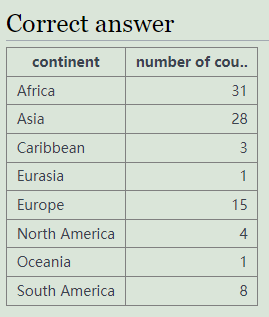 Correct answer
continent number of cou..
Africa 31
Asia 28
Caribbean 3
Eurasia 1
Europe 15
North America 4
Oceania 1
South America 8